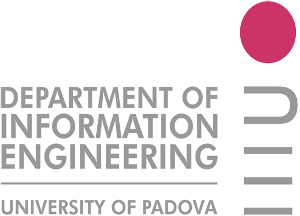 DEPARTMENT OF
INFORMATION
ENGINEERING
UNIVERSITY OF PADOVA